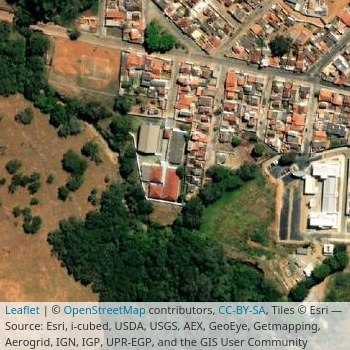 Leaflet | © OpenStreetMap contributors, CC-BY-SA, Tiles © Esri —
Source: Esri, i-cubed, USDA, USGS, AEX, GeoEye, Getmapping,
Aerogrid, IGN, IGP, UPR-EGP, and the GIS User Community